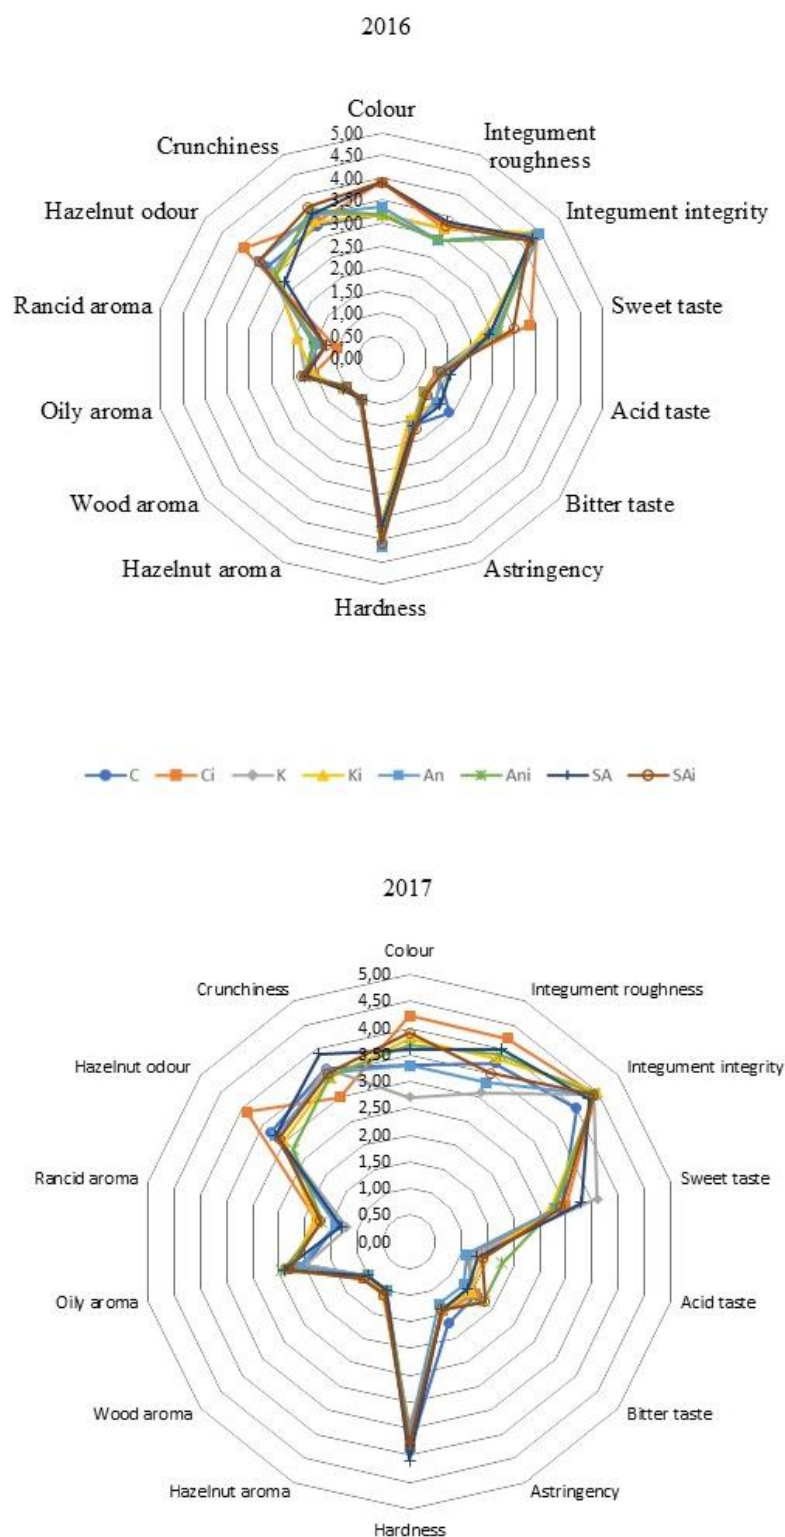 2016
Colour
Integument
roughness
Crunchiness
Hazelnut odour
Integument integrity
Rancid aroma
Sweet taste
Oily aroma
Acid taste
Wood aroma
Bitter taste
Hazelnut aroma
Astringency
Hardness
5,00
4,50
4,00
3,50
3,00
2,50
2,00
1,50
1,00
0,50
0,00
C Ci K Ki An Ani SA SAi
2017
Colour
Crunchiness
Integument roughness
Hazelnut odour
Integument integrity
Rancid aroma
Sweet taste
Oily aroma
Acid taste
Wood aroma
Bitter taste
Hazelnut aroma
Astringency
Hardness
5,00
4,50
4,00
3,50
3,00
2,50
2,00
1,50
1,00
0,50
0,00